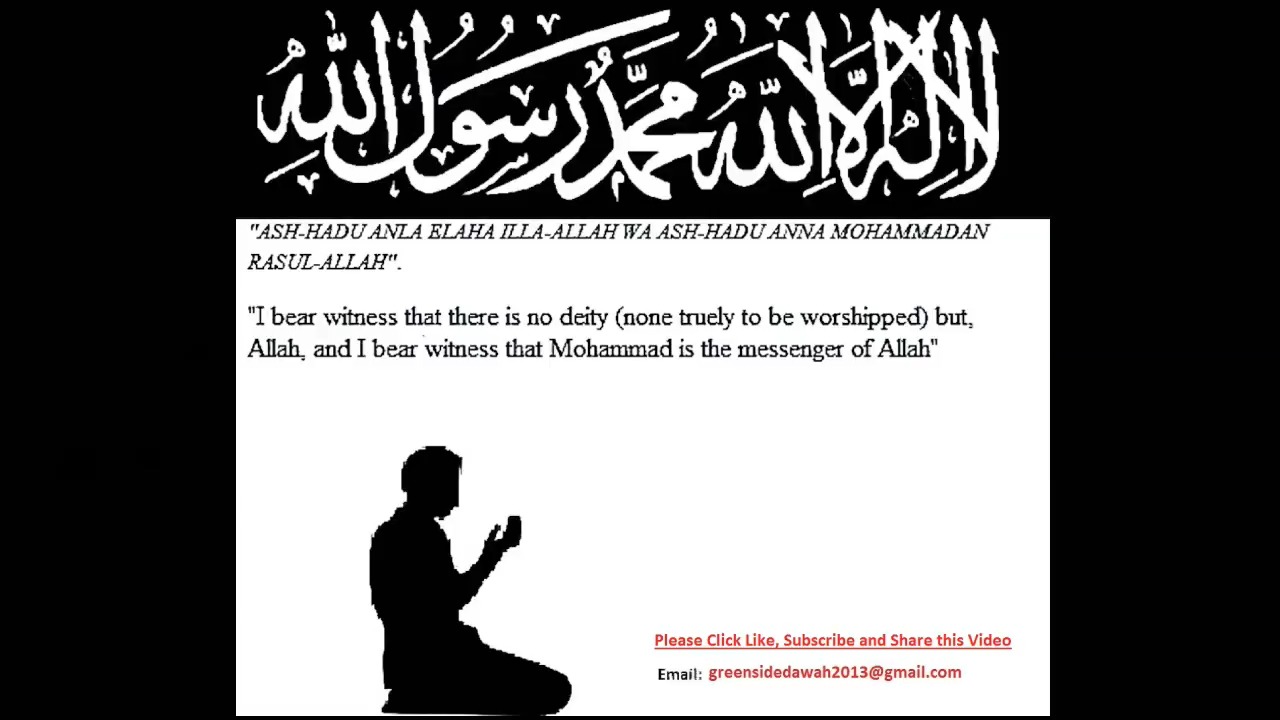 لا إله إلا الله محمد رسول الله
"ASH-HADU ANLA ELAHA ILLA-ALLAH WA ASH-HADU ANNA MOHAMMADAN
RASUL-ALLAH".
"I bear witness that there is no deity (none truely to be worshipped) but,
Allah, and I bear witness that Mohammad is the messenger of Allah"
Please Click Like, Subscribe and Share this Video
Email: greensidedawah2013@gmail.com